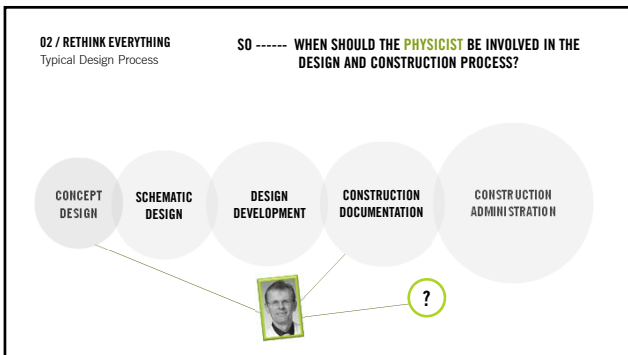 02 / RETHINK EVERYTHING
Typical Design Process
SO ------ WHEN SHOULD THE PHYSICIST BE INVOLVED IN THE
DESIGN AND CONSTRUCTION PROCESS?
CONCEPT
DESIGN
SCHEMATIC
DESIGN
DESIGN
DEVELOPMENT
CONSTRUCTION
DOCUMENTATION
CONSTRUCTION
ADMINISTRATION
?